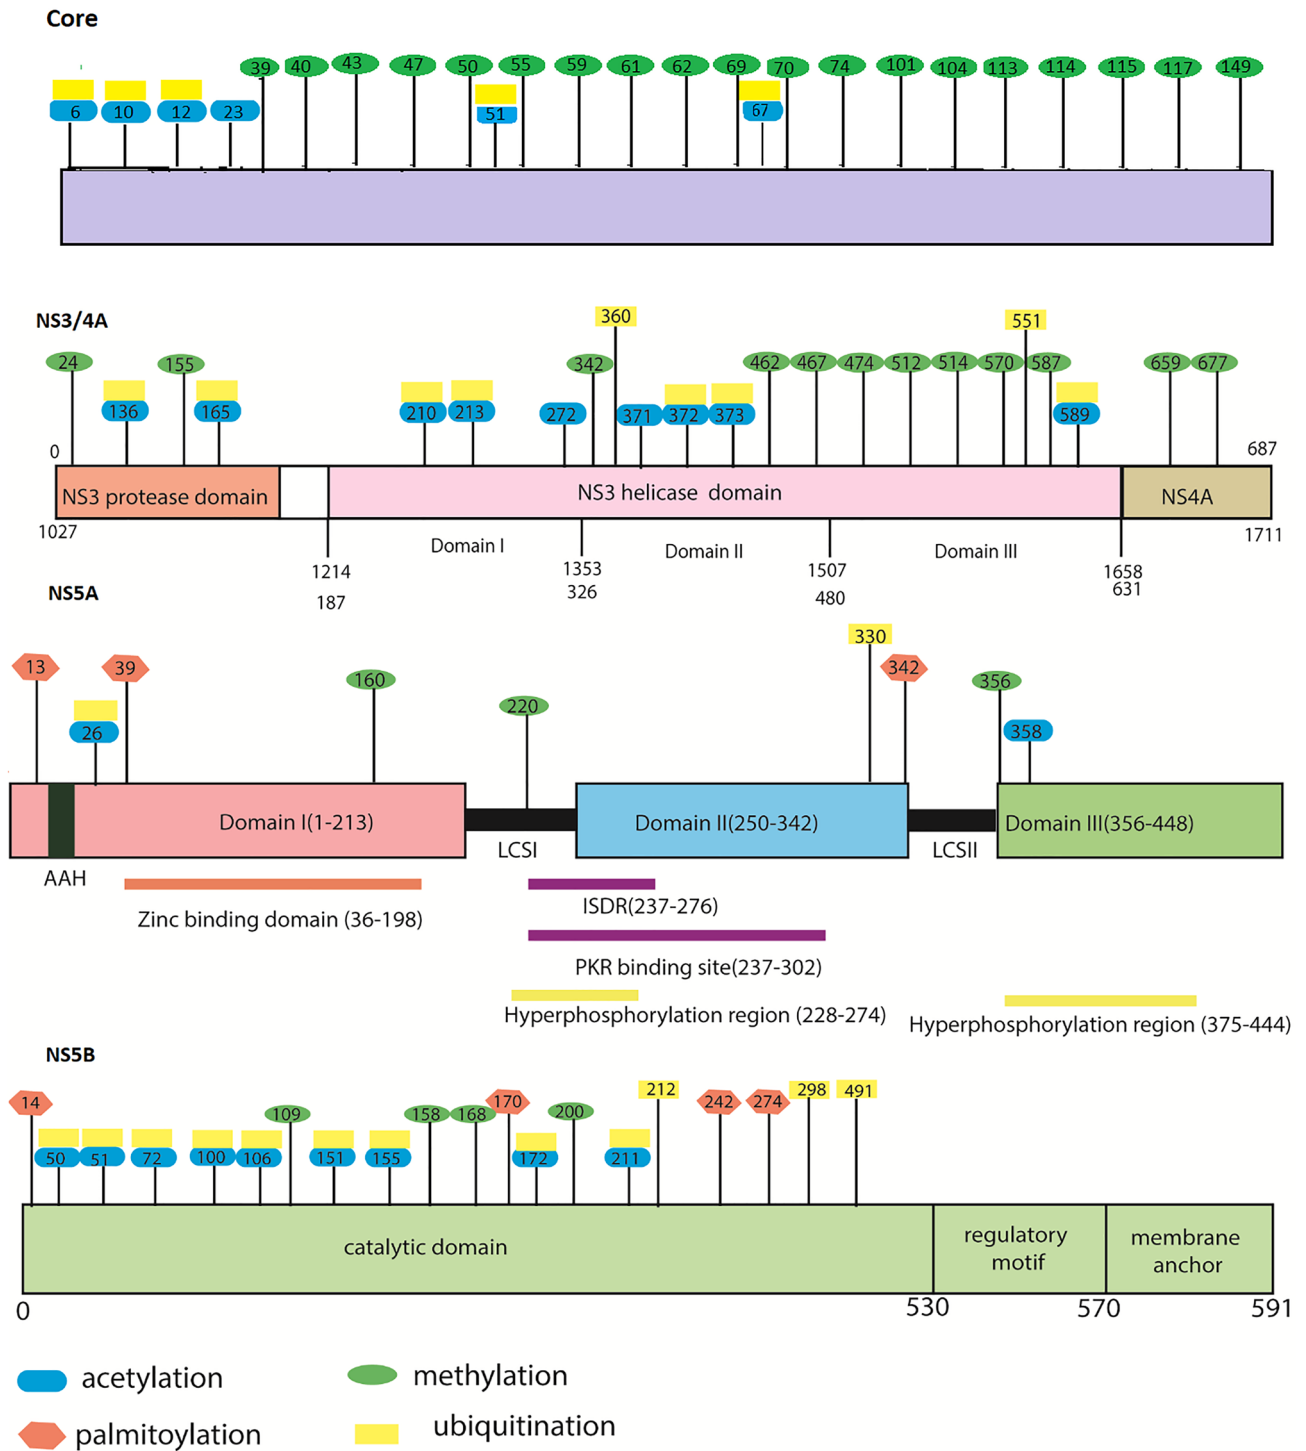 Core
39 40 43 47 50 55 59 61 62 69 70 74 101 104 113 114 115 117 149
6 10 12 23 51 67
NS3/4A
360 551
24 155 342 462 467 474 512 514 570 587 659 677
136 165 210 213 272 371 372 373 589
0 687
NS3 protease domain NS3 helicase domain NS4A
1027 1711
Domain I Domain II Domain III
1214 1353 1507 1658
187 326 480 631
NS5A
330
13 39 342
160 356
220
26 358
Domain I(1-213) Domain II(250-342) Domain III(356-448)
LCSI LCSII
AAH
Zinc binding domain (36-198)
ISDR(237-276)
PKR binding site(237-302)
Hyperphosphorylation region (228-274)
Hyperphosphorylation region (375-444)
NS5B
212 298 491
14 170 242 274
109 158 168 200
50 51 72 100 106 151 155 172 211
catalytic domain
regulatory
motif
membrane
anchor
0 530 570 591
acetylation methylation
palmitoylation ubiquitination